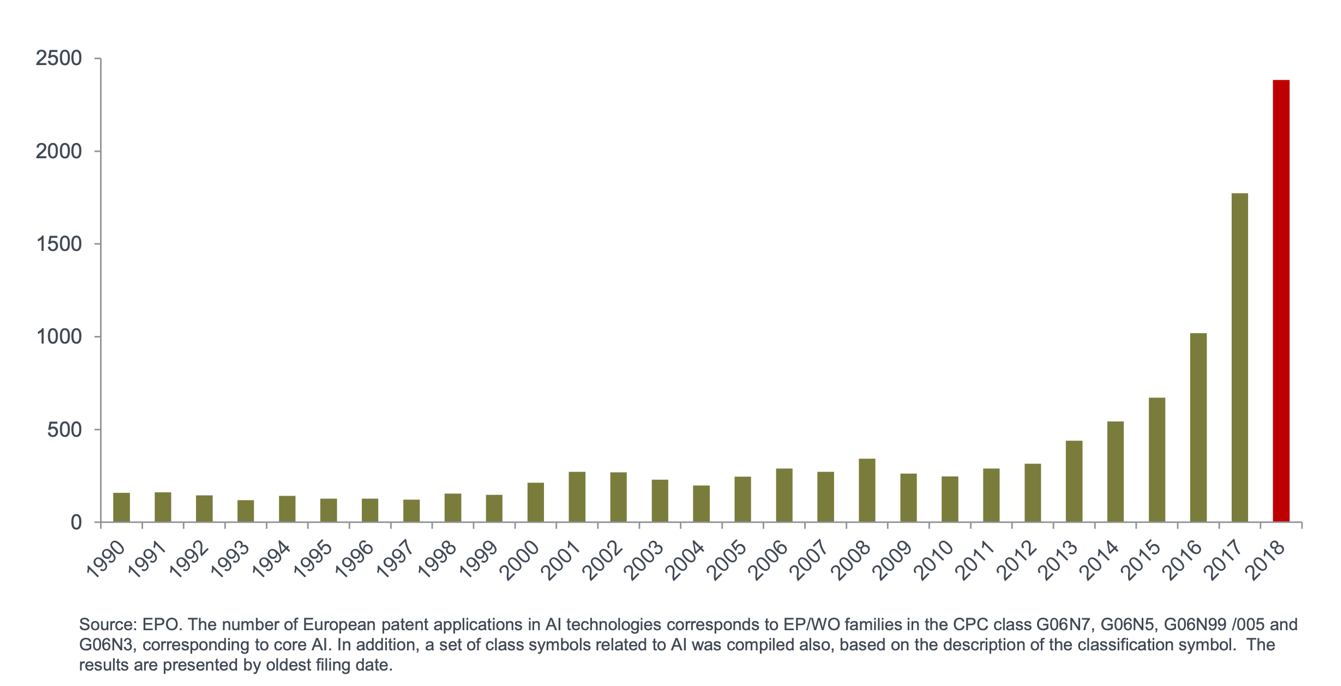 2500
2000
1500
1000
500
0
1990 1991 1992 1993 1994 1995 1996 1997 1998 1999 2000 2001 2002 2003 2004 2005 2006 2007 2008 2009 2010 2011 2012 2013 2014 2015 2016 2017 2018
Source: EPO. The number of European patent applications in AI technologies corresponds to EP/WO families in the CPC class G06N7, G06N5, G06N99 /005 and
G06N3, corresponding to core AI. In addition, a set of class symbols related to AI was compiled also, based on the description of the classification symbol.  The
results are presented by oldest filing date.